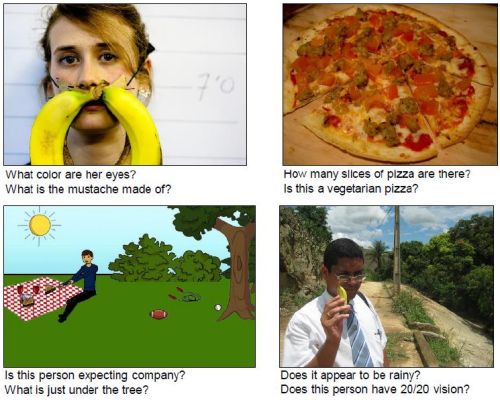 7'0
What color are her eyes?
What is the mustache made of?
How many slices of pizza are there?
Is this a vegetarian pizza?
Is this person expecting company?
What is just under the tree?
Does it appear to be rainy?
Does this person have 20/20 vision?